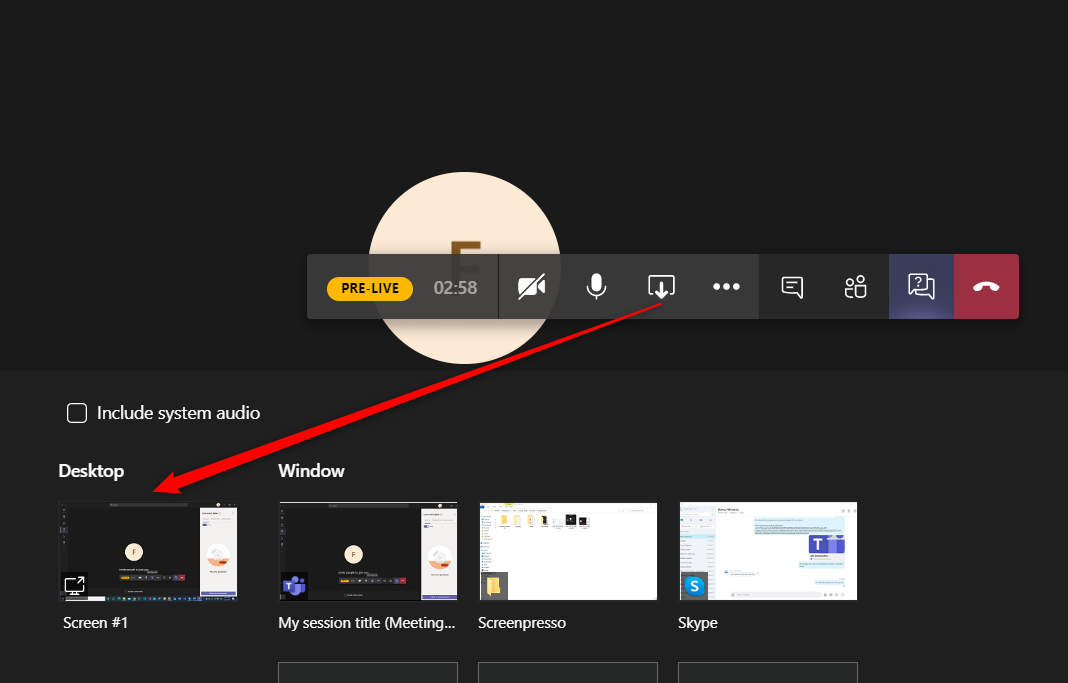 F
PRE-LIVE 02:58
Include system audio
Desktop Window
Screen #1 My session title (Meeting... Screenpresso Skype